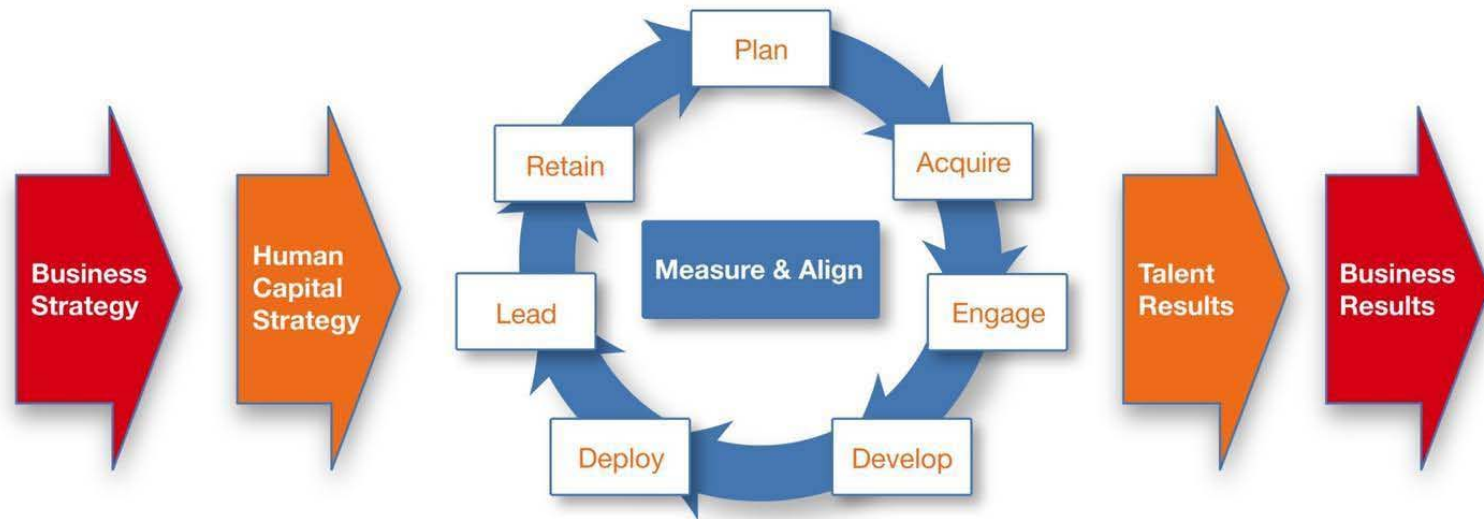 Business
Strategy
Human
Capital
Strategy
Plan
Acquire
Engage
Develop
Deploy
Lead
Retain
Measure & Align
Talent
Results
Business
Results